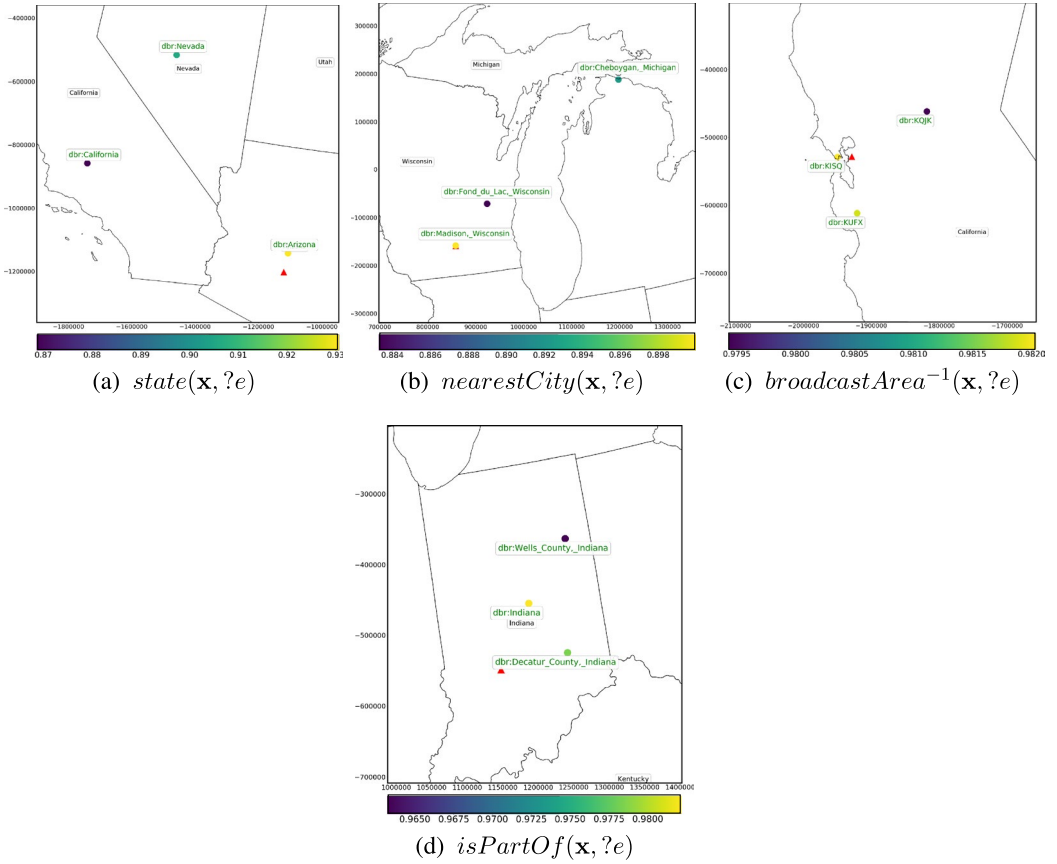 −400000
−600000
−800000
−1000000
−1200000
dbr:Nevada
Nevada
Utah
California
dbr:California
dbr:Arizona
−1800000 −1600000 −1400000 −1200000 −1000000
0.87 0.88 0.89 0.90 0.91 0.92 0.93
(a) state(x, ?e)
300000
200000
100000
0
−100000
−200000
−300000
Michigan
dbr:Cheboygan,_Michigan
Wisconsin
dbr:Fond_du_Lac,_Wisconsin
dbr:Madison,_Wisconsin
700000 800000 900000 1000000 1100000 1200000 1300000
0.884 0.886 0.888 0.890 0.892 0.894 0.896 0.898
(b) nearestCity(x, ?e)
−400000
−500000
−600000
−700000
dbr:KQJK
dbr:KISQ
dbr:KUFX
California
−2100000 −2000000 −1900000 −1800000 −1700000
0.9795 0.9800 0.9805 0.9810 0.9815 0.9820
(c) broadcastArea⁻¹(x, ?e)
−300000
−400000
−500000
−600000
−700000
dbr:Wells_County,_Indiana
dbr:Indiana
Indiana
dbr:Decatur_County,_Indiana
Kentucky
1000000 1050000 1100000 1150000 1200000 1250000 1300000 1350000 1400000
0.9650 0.9675 0.9700 0.9725 0.9750 0.9775 0.9800
(d) isPartOf(x, ?e)